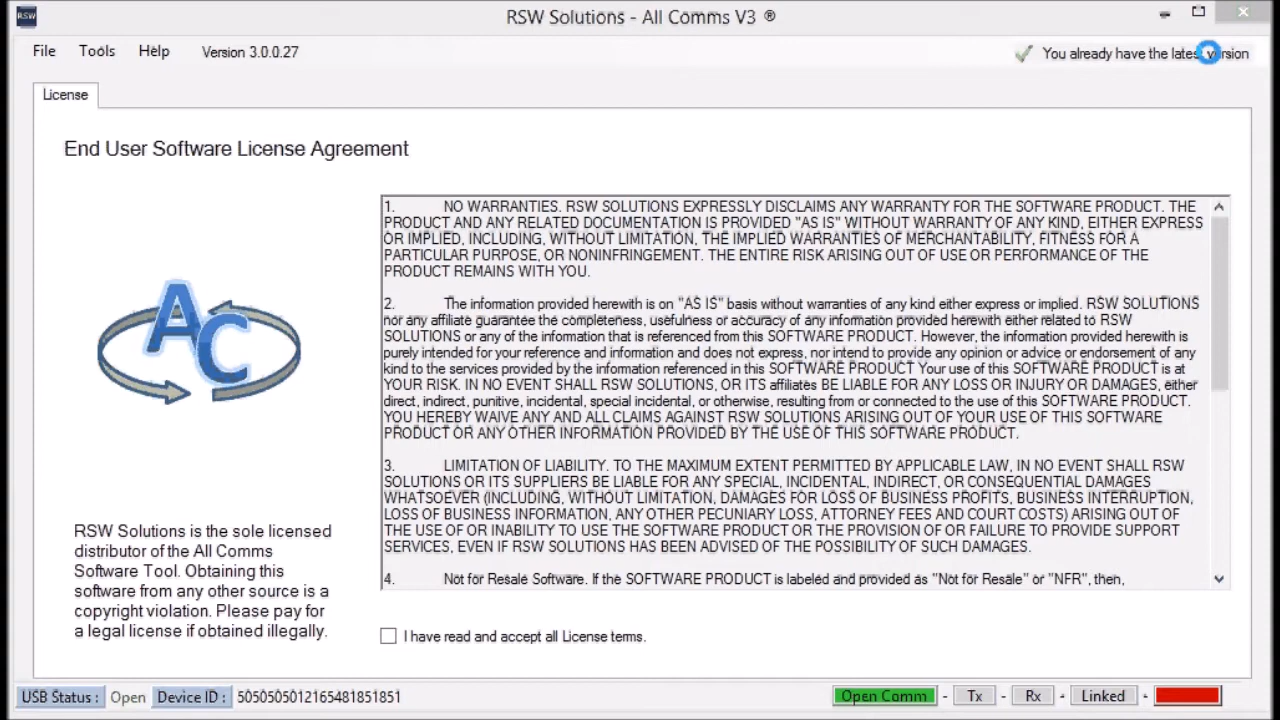 RSW
RSW Solutions - All Comms V3 ®
File Tools Help Version 3.0.0.27
You already have the latest version
License
End User Software License Agreement
1. NO WARRANTIES. RSW SOLUTIONS EXPRESSLY DISCLAIMS ANY WARRANTY FOR THE SOFTWARE PRODUCT. THE
PRODUCT AND ANY RELATED DOCUMENTATION IS PROVIDED "AS IS" WITHOUT WARRANTY OF ANY KIND, EITHER EXPRESS
OR IMPLIED, INCLUDING, WITHOUT LIMITATION, THE IMPLIED WARRANTIES OF MERCHANTABILITY, FITNESS FOR A
PARTICULAR PURPOSE, OR NONINFRINGEMENT. THE ENTIRE RISK ARISING OUT OF USE OR PERFORMANCE OF THE
PRODUCT REMAINS WITH YOU.
2. The information provided herewith is on "AS IS" basis without warranties of any kind either express or implied. RSW SOLUTIONS
nor any affiliate guarantee the completeness, usefulness or accuracy of any information provided herewith either related to RSW
SOLUTIONS or any of the information that is referenced from this SOFTWARE PRODUCT. However, the information provided herewith is
purely intended for your reference and information and does not express, nor intend to provide any opinion or advice or endorsement of any
kind to the services provided by the information referenced in this SOFTWARE PRODUCT Your use of this SOFTWARE PRODUCT is at
YOUR RISK. IN NO EVENT SHALL RSW SOLUTIONS, OR ITS affiliates BE LIABLE FOR ANY LOSS OR INJURY OR DAMAGES, either
direct, indirect, punitive, incidental, special incidental, or otherwise, resulting from or connected to the use of this SOFTWARE PRODUCT.
YOU HEREBY WAIVE ANY AND ALL CLAIMS AGAINST RSW SOLUTIONS ARISING OUT OF YOUR USE OF THIS SOFTWARE
PRODUCT OR ANY OTHER INFORMATION PROVIDED BY THE USE OF THIS SOFTWARE PRODUCT.
3. LIMITATION OF LIABILITY. TO THE MAXIMUM EXTENT PERMITTED BY APPLICABLE LAW, IN NO EVENT SHALL RSW
SOLUTIONS OR ITS SUPPLIERS BE LIABLE FOR ANY SPECIAL, INCIDENTAL, INDIRECT, OR CONSEQUENTIAL DAMAGES
WHATSOEVER (INCLUDING, WITHOUT LIMITATION, DAMAGES FOR LOSS OF BUSINESS PROFITS, BUSINESS INTERRUPTION,
LOSS OF BUSINESS INFORMATION, ANY OTHER PECUNIARY LOSS, ATTORNEY FEES AND COURT COSTS) ARISING OUT OF
THE USE OF OR INABILITY TO USE THE SOFTWARE PRODUCT OR THE PROVISION OF OR FAILURE TO PROVIDE SUPPORT
SERVICES, EVEN IF RSW SOLUTIONS HAS BEEN ADVISED OF THE POSSIBILITY OF SUCH DAMAGES.
4. Not for Resale Software. If the SOFTWARE PRODUCT is labeled and provided as "Not for Resale" or "NFR", then,
AC
RSW Solutions is the sole licensed
distributor of the All Comms
Software Tool. Obtaining this
software from any other source is a
copyright violation. Please pay for
a legal license if obtained illegally.
I have read and accept all License terms.
USB Status : Open Device ID : 5050505012165481851851
Open Comm - Tx - Rx - Linked -